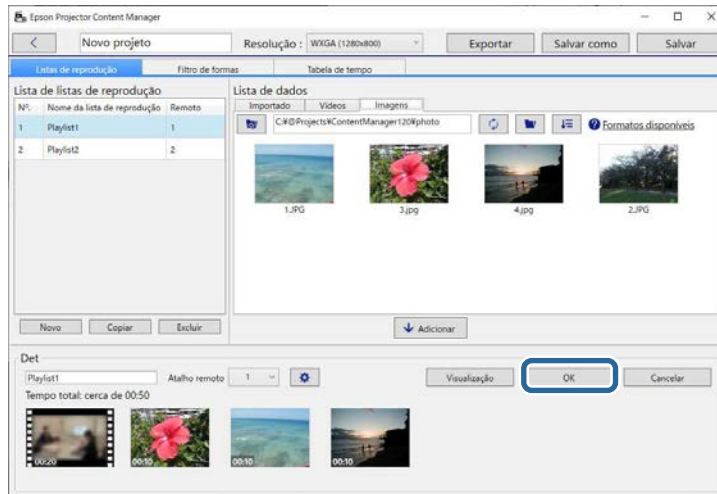 Epson Projector Content Manager
Novo projeto Resolução : WXGA (1280x800) Exportar Salvar como Salvar
Listas de reprodução Filtro de formas Tabela de tempo
Lista de listas de reprodução
Nº. Nome da lista de reprodução Remoto
1 Playlist1 1
2 Playlist2 2
Novo Copiar Excluir
Lista de dados
Importado Vídeos Imagens
C:¥@Projects¥ContentManager120¥photo Formatos disponíveis
1.JPG 3.jpg 4.jpg 2.JPG
Adicionar
Det
Playlist1 Atalho remoto 1 Visualização OK Cancelar
Tempo total: cerca de 00:50
00:20 00:10 00:10 00:10